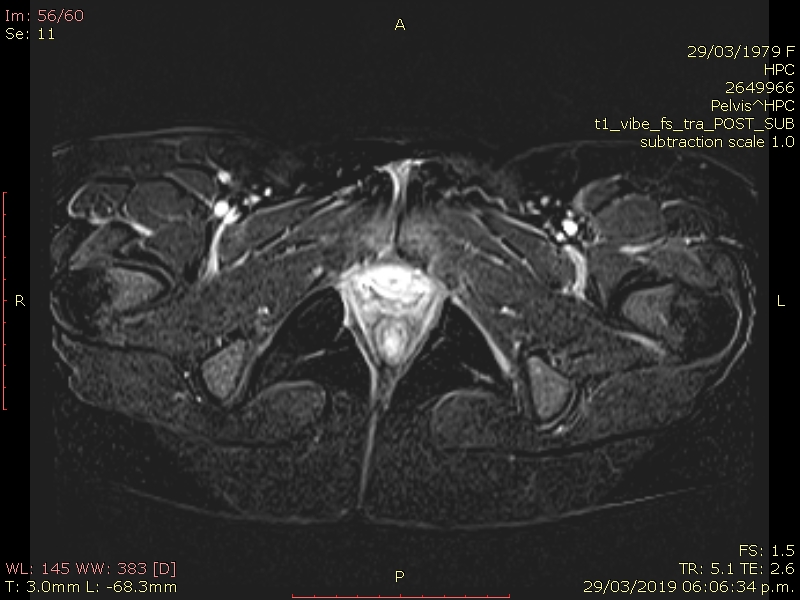 Im: 56/60
Se: 11
A
29/03/1979 F
HPC
2649966
Pelvis^HPC
t1_vibe_fs_tra_POST_SUB
subtraction scale 1.0
R
L
WL: 145 WW: 383 [D]
T: 3.0mm L: -68.3mm
P
FS: 1.5
TR: 5.1 TE: 2.6
29/03/2019 06:06:34 p.m.